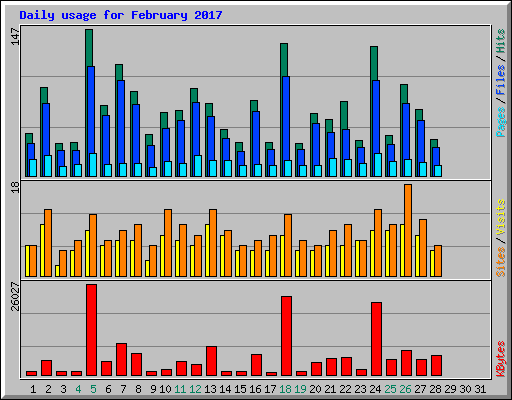 Daily usage for February 2017
147
Pages / Files / Hits
18
Sites / Visits
26027
KBytes
1 2 3 4 5 6 7 8 9 10 11 12 13 14 15 16 17 18 19 20 21 22 23 24 25 26 27 28 29 30 31